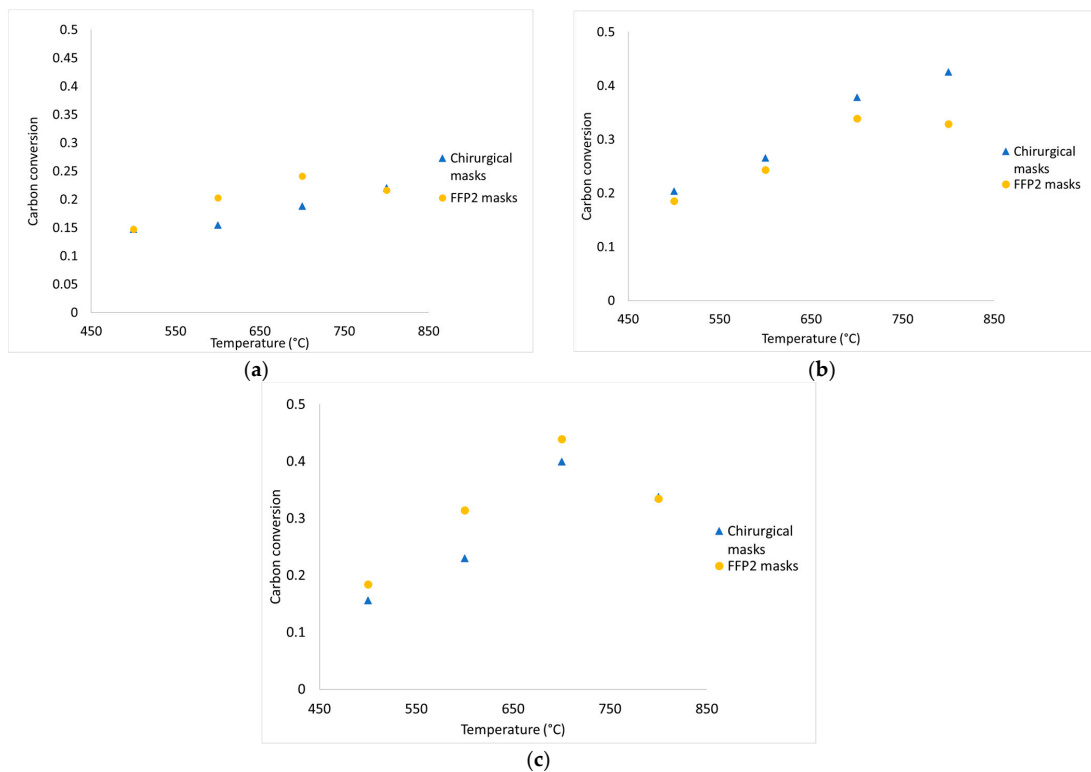 0.5
0.45
0.4
0.35
0.3
0.25
0.2
0.15
0.1
0.05
0
Carbon conversion
450
550
650
750
850
Temperature (°C)
Chirurgical
masks
FFP2 masks
(a)
0.5
0.4
0.3
0.2
0.1
0
Carbon conversion
450
550
650
750
850
Temperature (°C)
Chirurgical
masks
FFP2 masks
(b)
0.5
0.4
0.3
0.2
0.1
0
Carbon conversion
450
550
650
750
850
Temperature (°C)
Chirurgical
masks
FFP2 masks
(c)